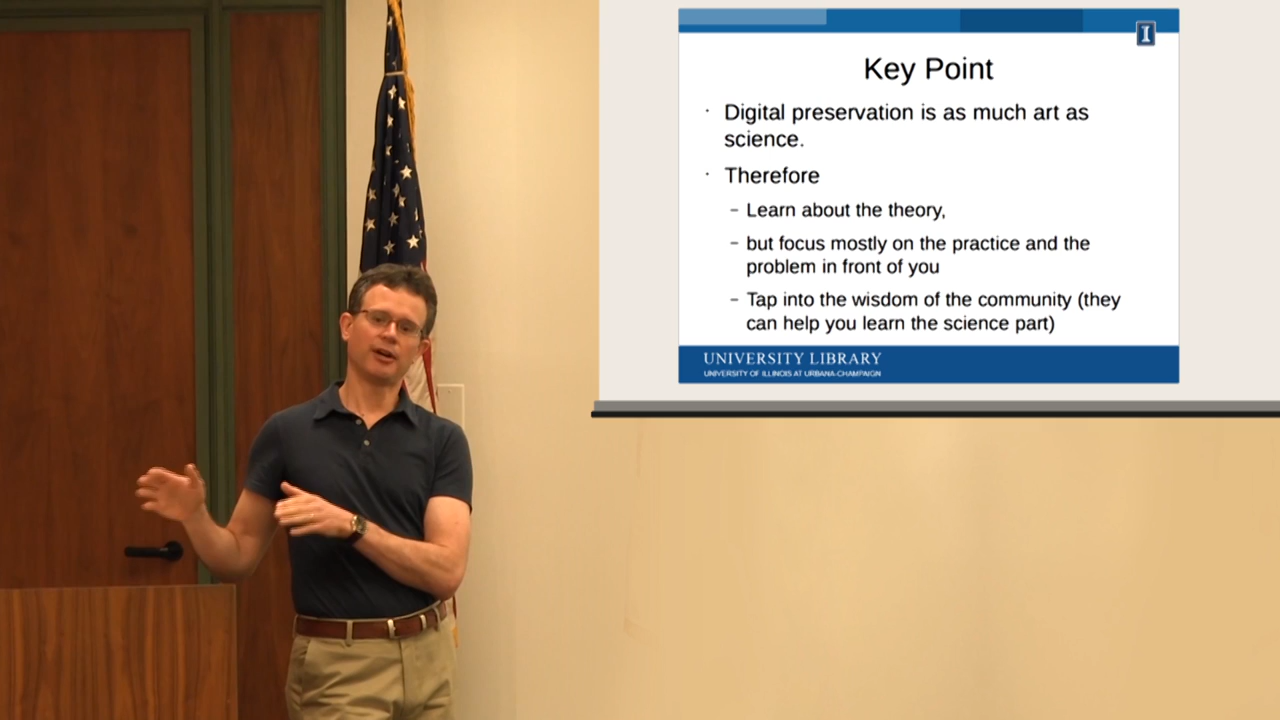 I
Key Point
· Digital preservation is as much art as
science.
· Therefore
– Learn about the theory,
– but focus mostly on the practice and the
problem in front of you
– Tap into the wisdom of the community (they
can help you learn the science part)
UNIVERSITY LIBRARY
UNIVERSITY OF ILLINOIS AT URBANA-CHAMPAIGN